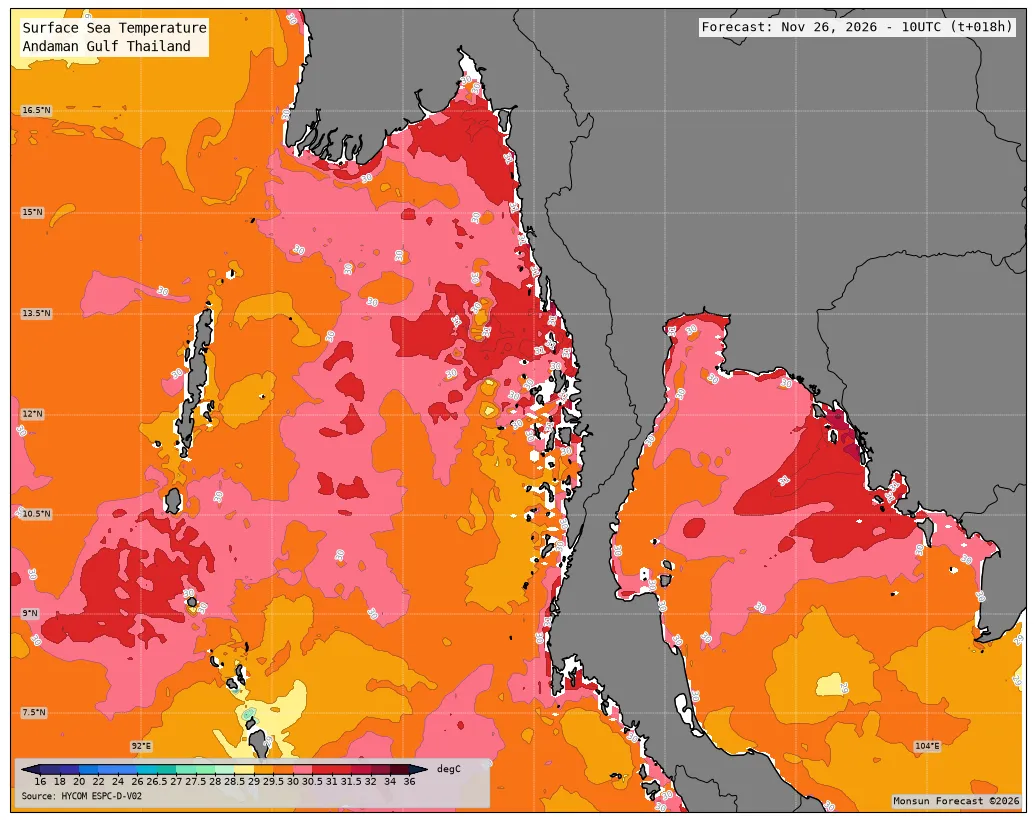 Surface Sea Temperature
Andaman Gulf Thailand
Forecast: Nov 26, 2026 - 10UTC (t+018h)
16.5°N
15°N
13.5°N
12°N
10.5°N
9°N
7.5°N
92°E
104°E
degC
16 18 20 22 24 26 26.5 27 27.5 28 28.5 29 29.5 30 30.5 31 31.5 32 34 36
Source: HYCOM ESPC-D-V02
Monsun Forecast ©2026